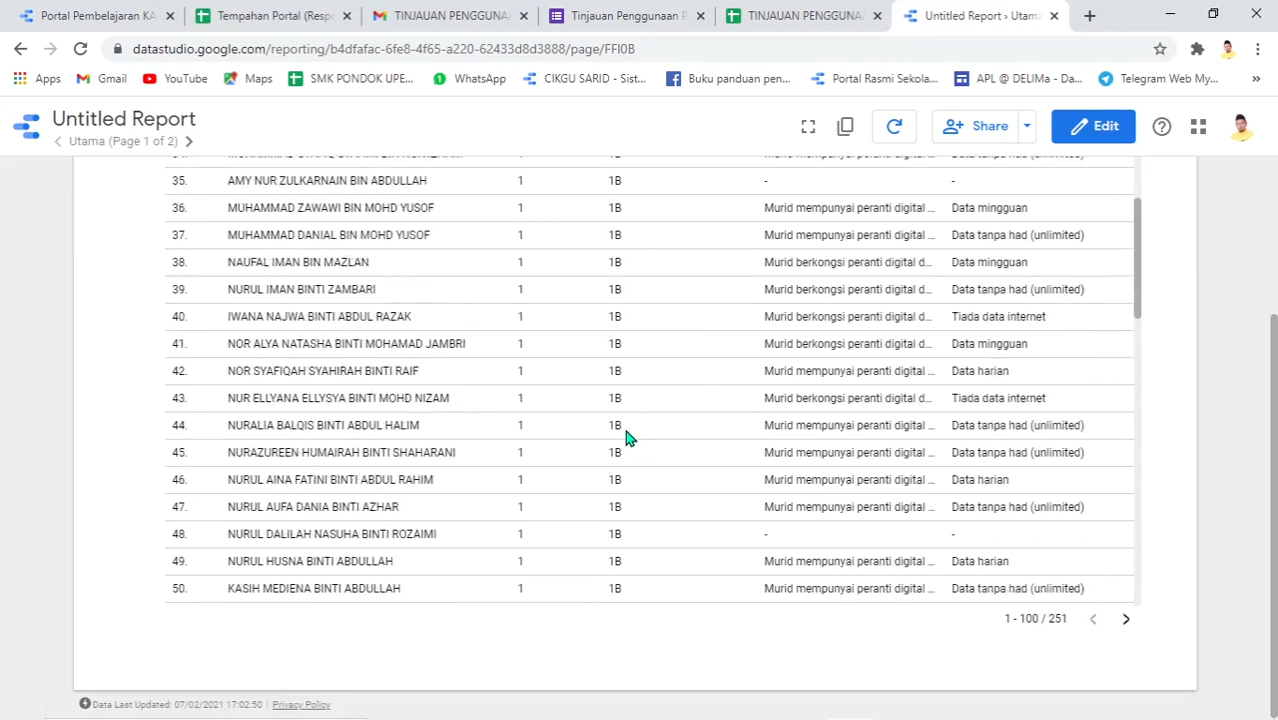 Portal Pembelajaran KA
Tempahan Portal (Resp
TINJAUAN PENGGUNA
Tinjauan Penggunaan P
TINJAUAN PENGGUNA
Untitled Report › Utama
datastudio.google.com/reporting/b4dfafac-6fe8-4f65-a220-62433d8d3888/page/FFI0B
Apps
Gmail
YouTube
Maps
SMK PONDOK UPE...
WhatsApp
CIKGU SARID - Sist...
Buku panduan pen...
Portal Rasmi Sekola...
APL @ DELIMa - Da...
Telegram Web My...
»
Untitled Report
Utama (Page 1 of 2)
Share
Edit
35. AMY NUR ZULKARNAIN BIN ABDULLAH 1 1B - -
36. MUHAMMAD ZAWAWI BIN MOHD YUSOF 1 1B Murid mempunyai peranti digital ... Data mingguan
37. MUHAMMAD DANIAL BIN MOHD YUSOF 1 1B Murid mempunyai peranti digital ... Data tanpa had (unlimited)
38. NAUFAL IMAN BIN MAZLAN 1 1B Murid berkongsi peranti digital d... Data mingguan
39. NURUL IMAN BINTI ZAMBARI 1 1B Murid berkongsi peranti digital d... Data tanpa had (unlimited)
40. IWANA NAJWA BINTI ABDUL RAZAK 1 1B Murid berkongsi peranti digital d... Tiada data internet
41. NOR ALYA NATASHA BINTI MOHAMAD JAMBRI 1 1B Murid berkongsi peranti digital d... Data mingguan
42. NOR SYAFIQAH SYAHIRAH BINTI RAIF 1 1B Murid mempunyai peranti digital ... Data harian
43. NUR ELLYANA ELLYSYA BINTI MOHD NIZAM 1 1B Murid berkongsi peranti digital d... Tiada data internet
44. NURALIA BALQIS BINTI ABDUL HALIM 1 1B Murid mempunyai peranti digital ... Data tanpa had (unlimited)
45. NURAZUREEN HUMAIRAH BINTI SHAHARANI 1 1B Murid mempunyai peranti digital ... Data tanpa had (unlimited)
46. NURUL AINA FATINI BINTI ABDUL RAHIM 1 1B Murid mempunyai peranti digital ... Data harian
47. NURUL AUFA DANIA BINTI AZHAR 1 1B Murid mempunyai peranti digital ... Data tanpa had (unlimited)
48. NURUL DALILAH NASUHA BINTI ROZAIMI 1 1B - -
49. NURUL HUSNA BINTI ABDULLAH 1 1B Murid mempunyai peranti digital ... Data harian
50. KASIH MEDIENA BINTI ABDULLAH 1 1B Murid mempunyai peranti digital ... Data tanpa had (unlimited)
1 - 100 / 251
Data Last Updated: 07/02/2021 17:02:50 | Privacy Policy